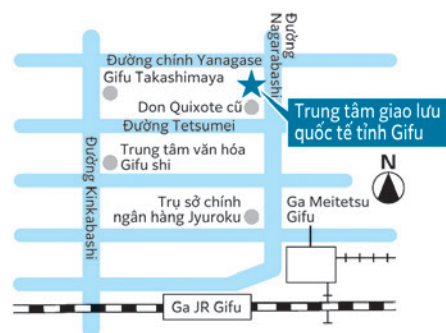 Đường chính Yanagase
Gifu Takashimaya
Đường
Nagarabashi
Don Quixote cũ
Trung tâm giao lưu
quốc tế tỉnh Gifu
Đường Tetsumei
Trung tâm văn hóa
Gifu shi
Đường Kinkabashi
N
Trụ sở chính
ngân hàng Jyuroku
Ga Meitetsu
Gifu
Ga JR Gifu